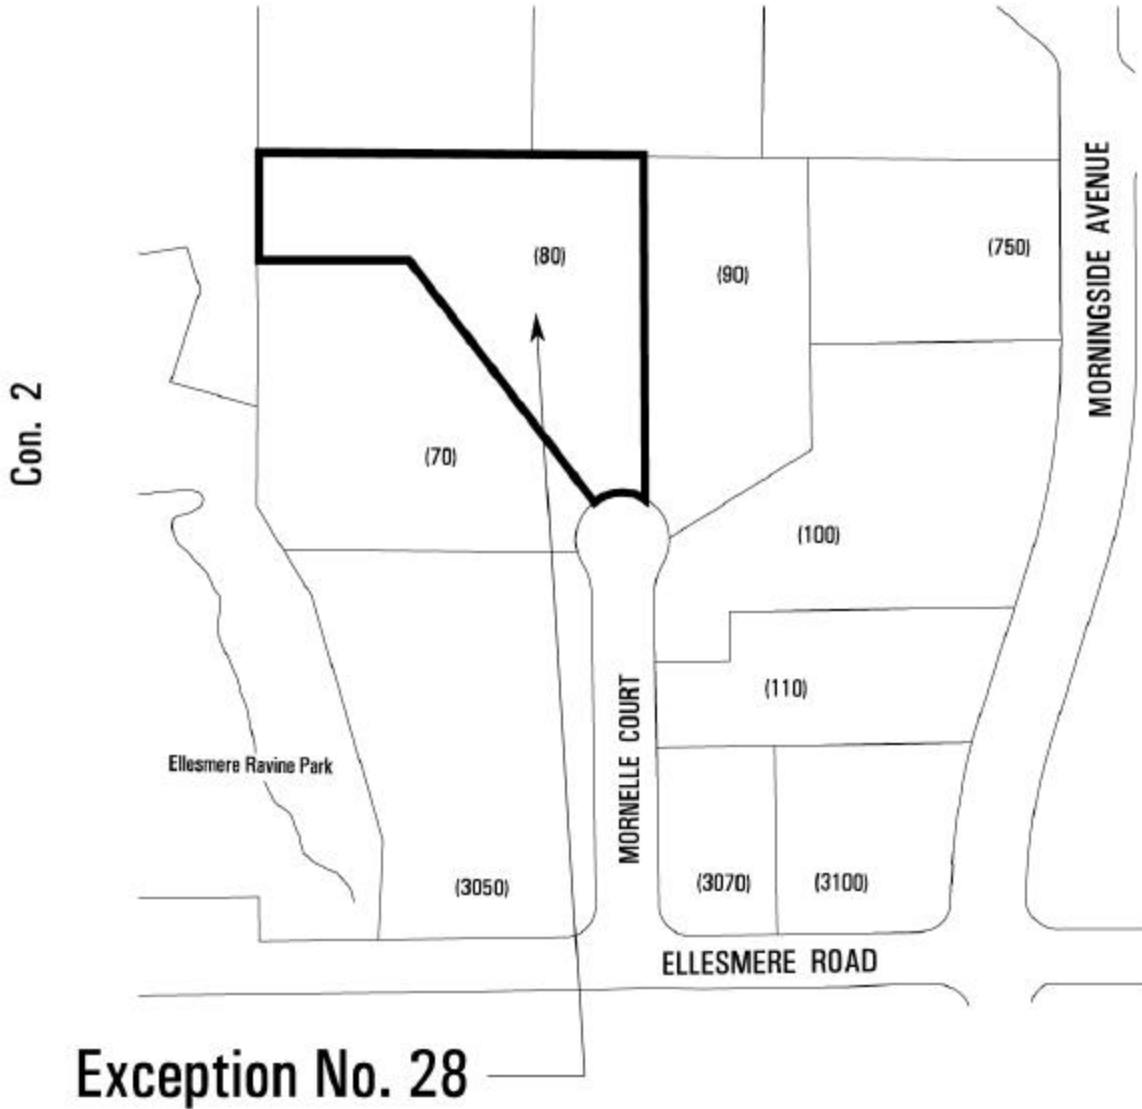 (80)
(90)
(750)
MORNINGSIDE AVENUE
Con. 2
(70)
(100)
(110)
MORNELLE COURT
Ellesmere Ravine Park
(3050)
(3070)
(3100)
ELLESMERE ROAD
Exception No. 28